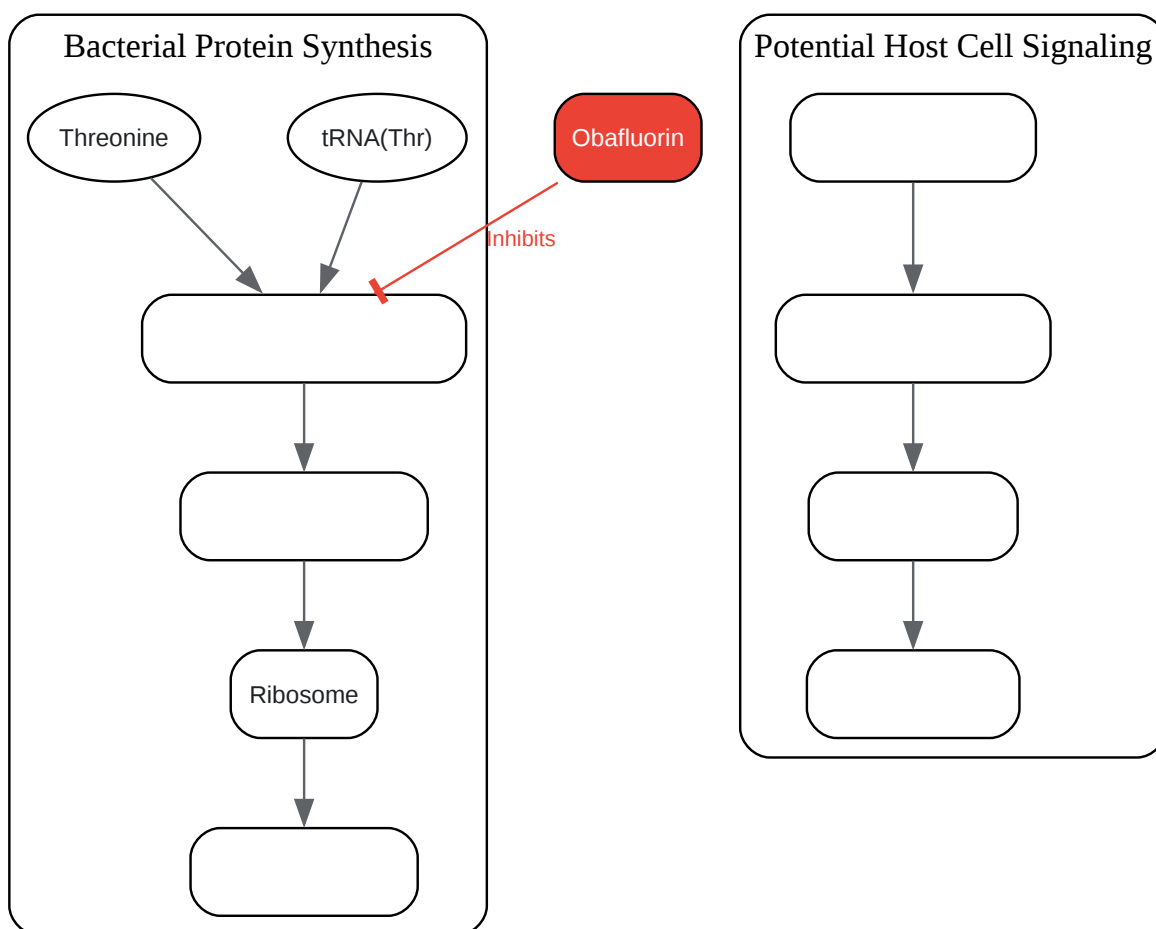 Bacterial Protein Synthesis
Potential Host Cell Signaling
Threonine
tRNA(Thr)
Obafluorin
Inhibits
Ribosome